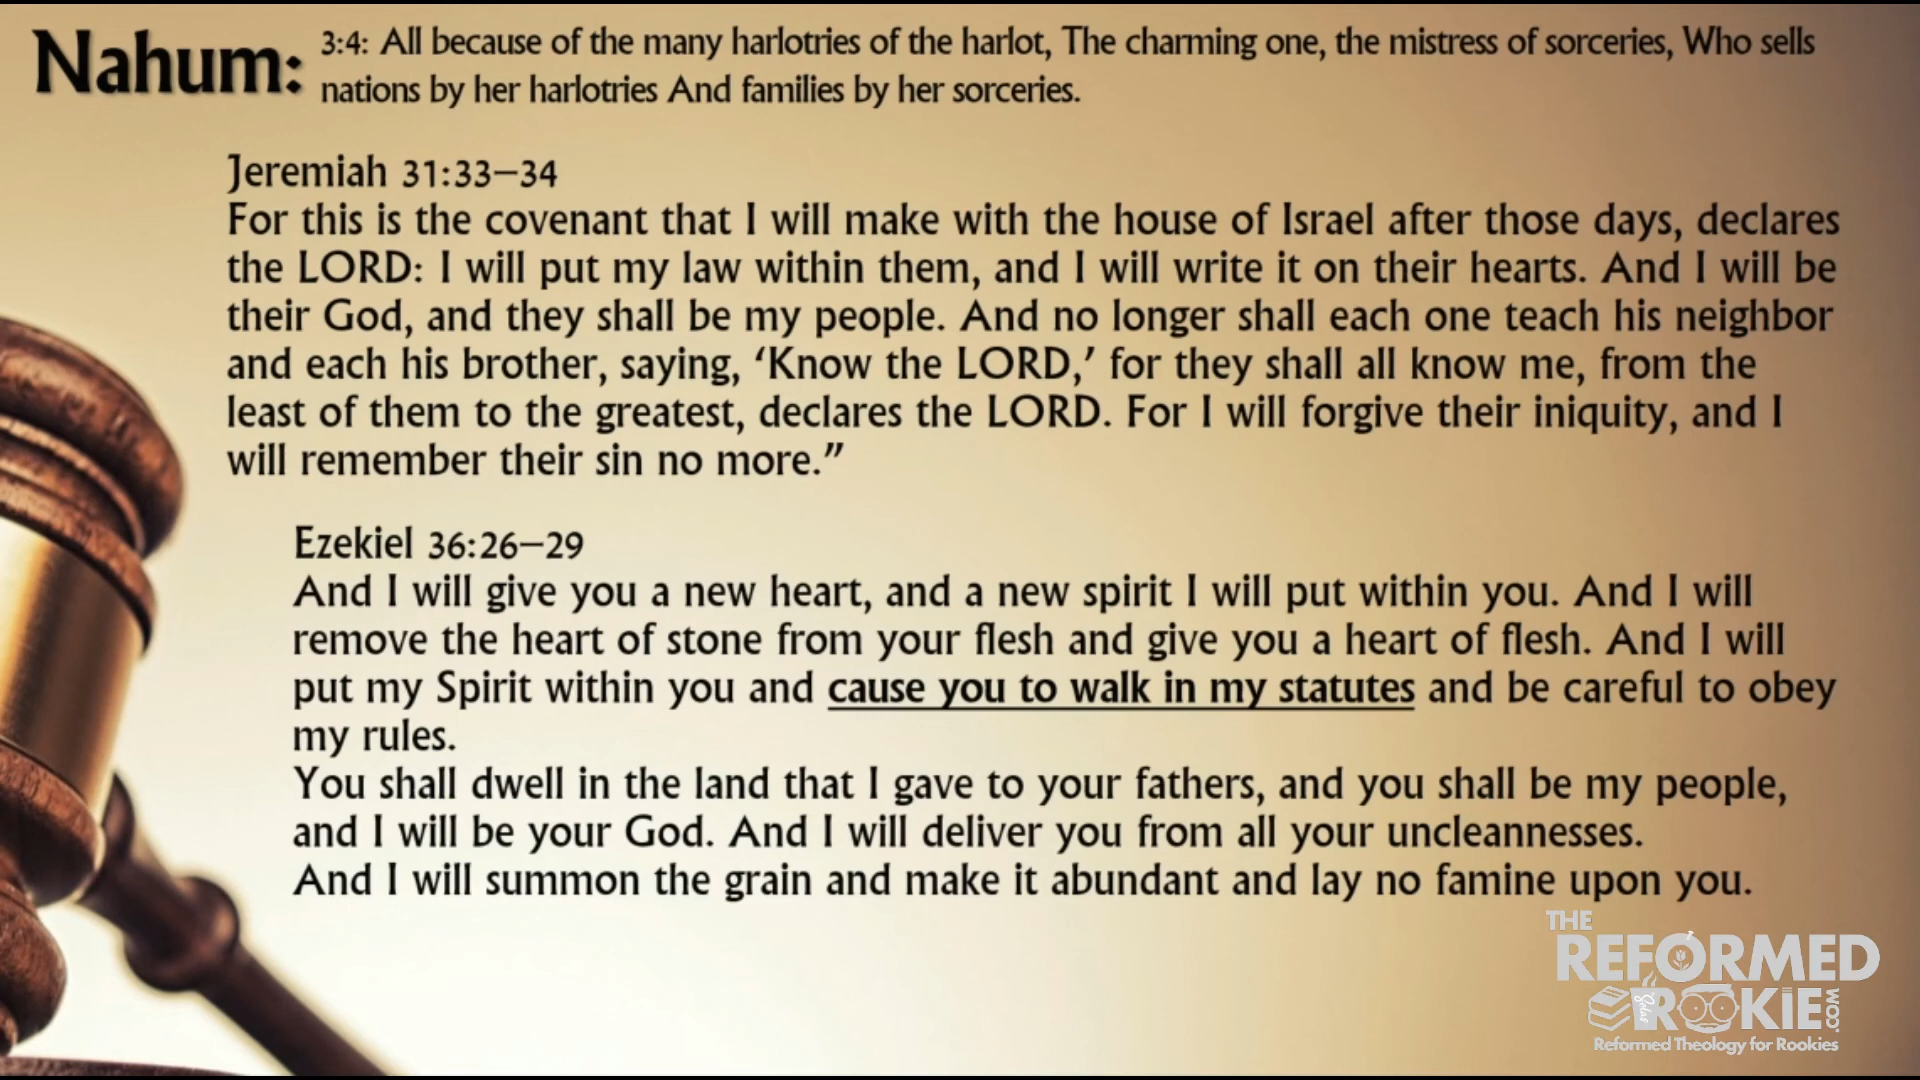 Nahum:
3:4: All because of the many harlotries of the harlot, The charming one, the mistress of sorceries, Who sells
nations by her harlotries And families by her sorceries.
Jeremiah 31:33–34
For this is the covenant that I will make with the house of Israel after those days, declares
the LORD: I will put my law within them, and I will write it on their hearts. And I will be
their God, and they shall be my people. And no longer shall each one teach his neighbor
and each his brother, saying, ‘Know the LORD,’ for they shall all know me, from the
least of them to the greatest, declares the LORD. For I will forgive their iniquity, and I
will remember their sin no more.”
Ezekiel 36:26–29
And I will give you a new heart, and a new spirit I will put within you. And I will
remove the heart of stone from your flesh and give you a heart of flesh. And I will
put my Spirit within you and cause you to walk in my statutes and be careful to obey
my rules.
You shall dwell in the land that I gave to your fathers, and you shall be my people,
and I will be your God. And I will deliver you from all your uncleannesses.
And I will summon the grain and make it abundant and lay no famine upon you.
THE
REFORMED
ROOKIE.COM
Reformed Theology for Rookies